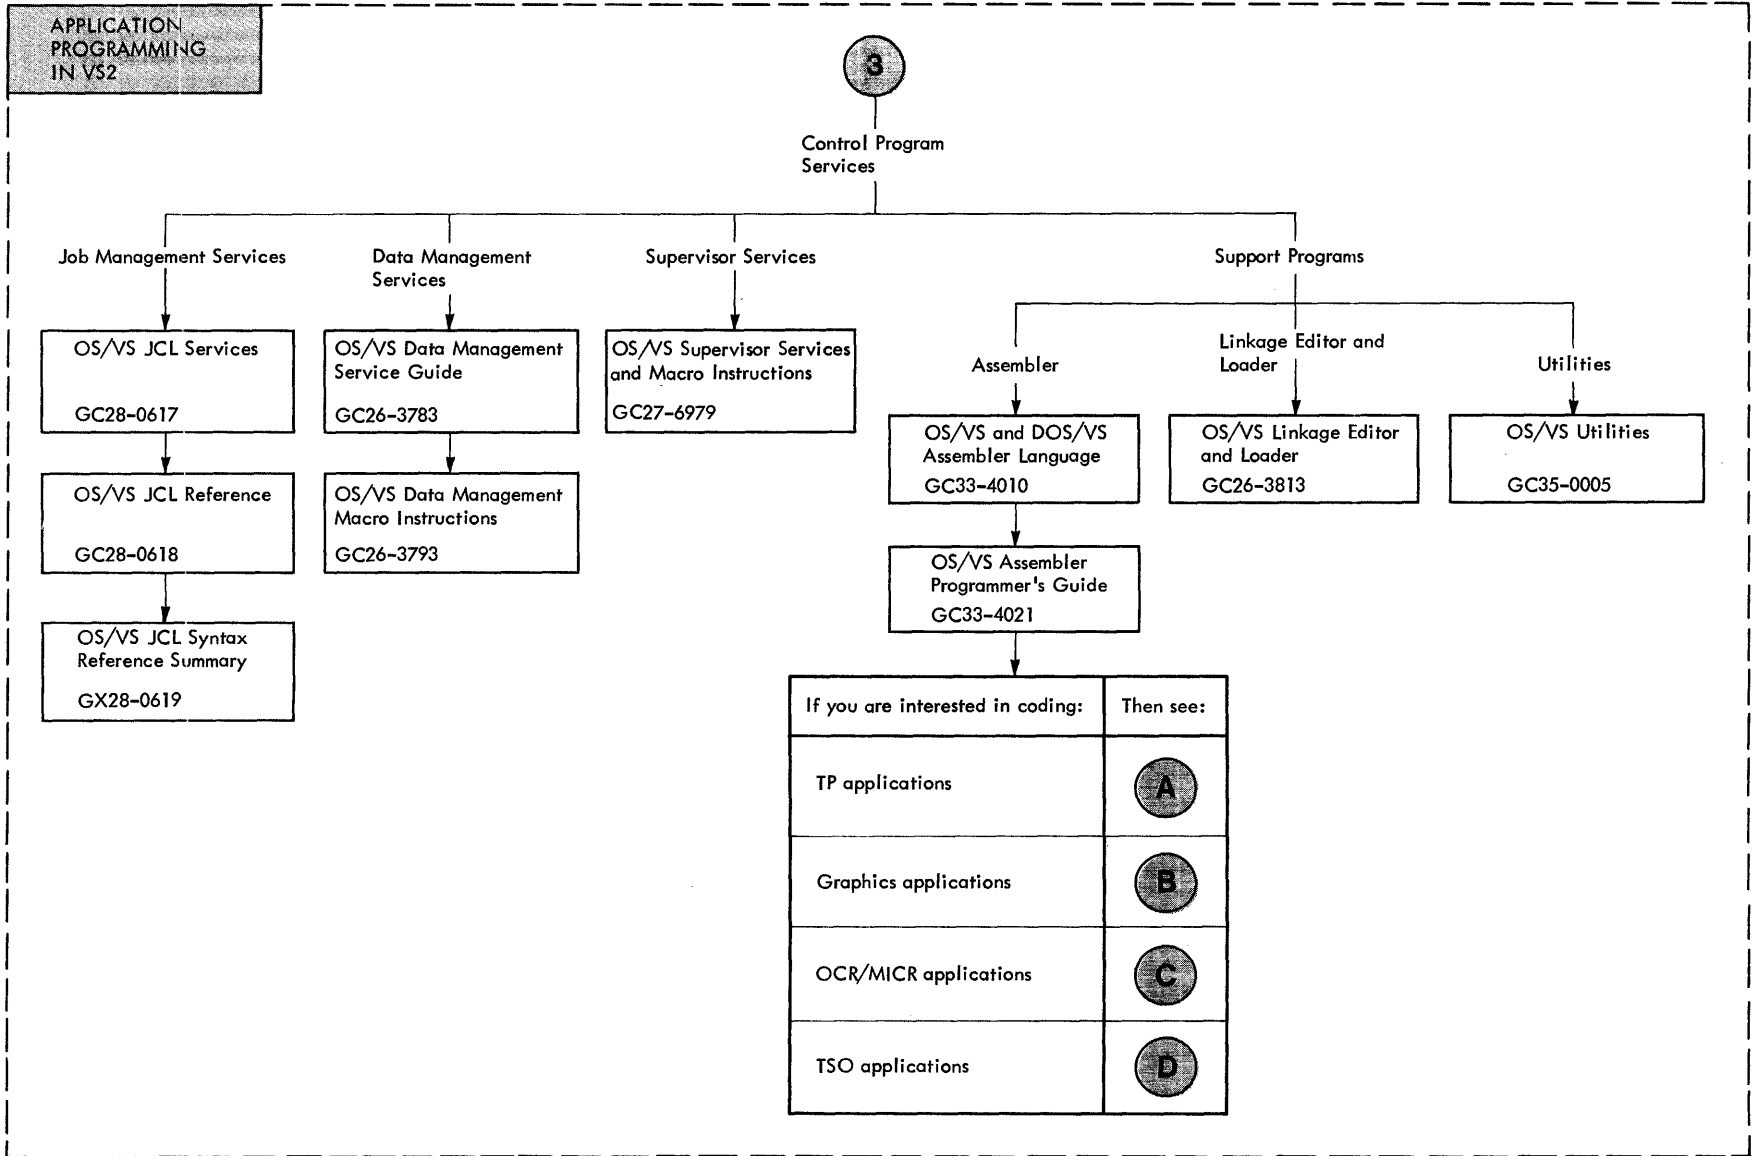 APPLICATION
PROGRAMMING
IN VS2
3
Control Program
Services
Job Management Services
Data Management
Services
Supervisor Services
Support Programs
OS/VS JCL Services
GC28-0617
OS/VS JCL Reference
GC28-0618
OS/VS JCL Syntax
Reference Summary
GX28-0619
OS/VS Data Management
Service Guide
GC26-3783
OS/VS Data Management
Macro Instructions
GC26-3793
OS/VS Supervisor Services
and Macro Instructions
GC27-6979
Assembler
Linkage Editor and
Loader
Utilities
OS/VS and DOS/VS
Assembler Language
GC33-4010
OS/VS Linkage Editor
and Loader
GC26-3813
OS/VS Utilities
GC35-0005
OS/VS Assembler
Programmer's Guide
GC33-4021
If you are interested in coding:
Then see:
TP applications
A
Graphics applications
B
OCR/MICR applications
C
TSO applications
D